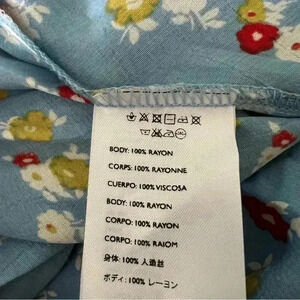 BODY: 100% RAYON
CORPS: 100% RAYONNE
CUERPO: 100% VISCOSA
BODY: 100% RAYON
CORPO: 100% RAYON
CORPO: 100% RAIOM
身体: 100% 人造丝
ボディ: 100% レーヨン